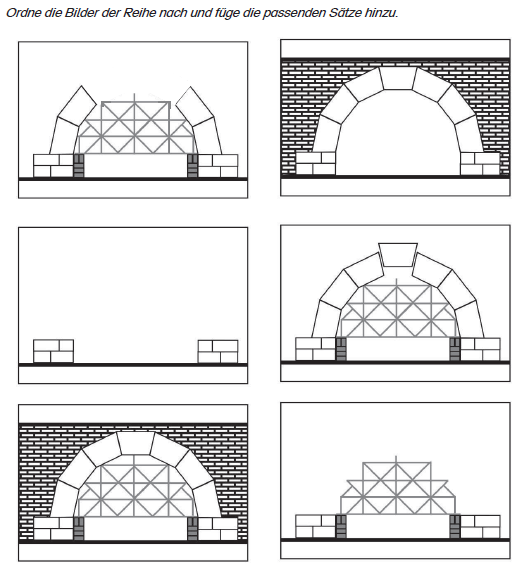 Ordne die Bilder der Reihe nach und füge die passenden Sätze hinzu.